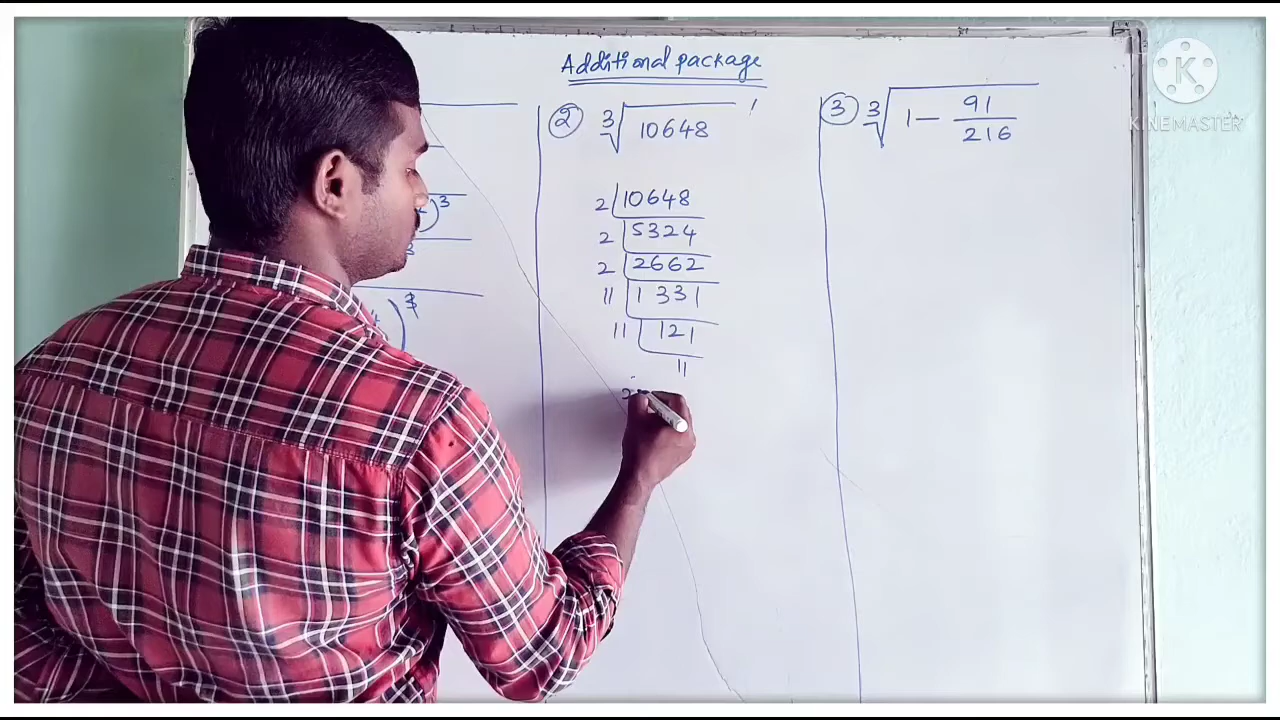 Additional package
② ∛10648
2 | 10648
2 | 5324
2 | 2662
11 | 1331
11 | 121
11
2
③ ∛1 - 91/216
3
3
K
KINEMASTER